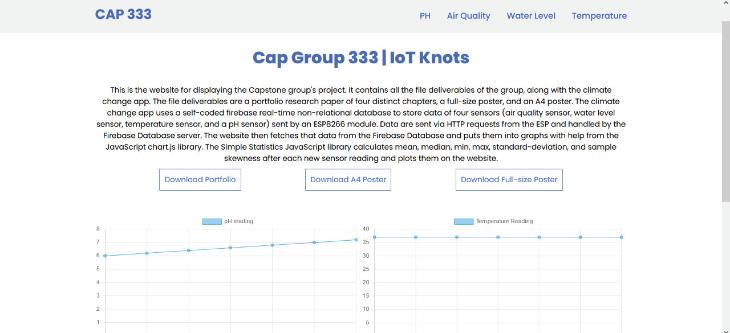 CAP 333
PH Air Quality Water Level Temperature
Cap Group 333 | IoT Knots
This is the website for displaying the Capstone group's project. It contains all the file deliverables of the group, along with the climate
change app. The file deliverables are a portfolio research paper of four distinct chapters, a full-size poster, and an A4 poster. The climate
change app uses a self-coded firebase real-time non-relational database to store data of four sensors (air quality sensor, water level
sensor, temperature sensor, and a pH sensor) sent by an ESP8266 module. Data are sent via HTTP requests from the ESP and handled by the
Firebase Database server. The website then fetches that data from the Firebase Database and puts them into graphs with help from the
JavaScript chart.js library. The Simple Statistics JavaScript library calculates mean, median, min, max, standard-deviation, and sample
skewness after each new sensor reading and plots them on the website.
Download Portfolio Download A4 Poster Download Full-size Poster
pH reading
8
7
6
5
4
3
2
1
Temperature Reading
40
35
30
25
20
15
10
5